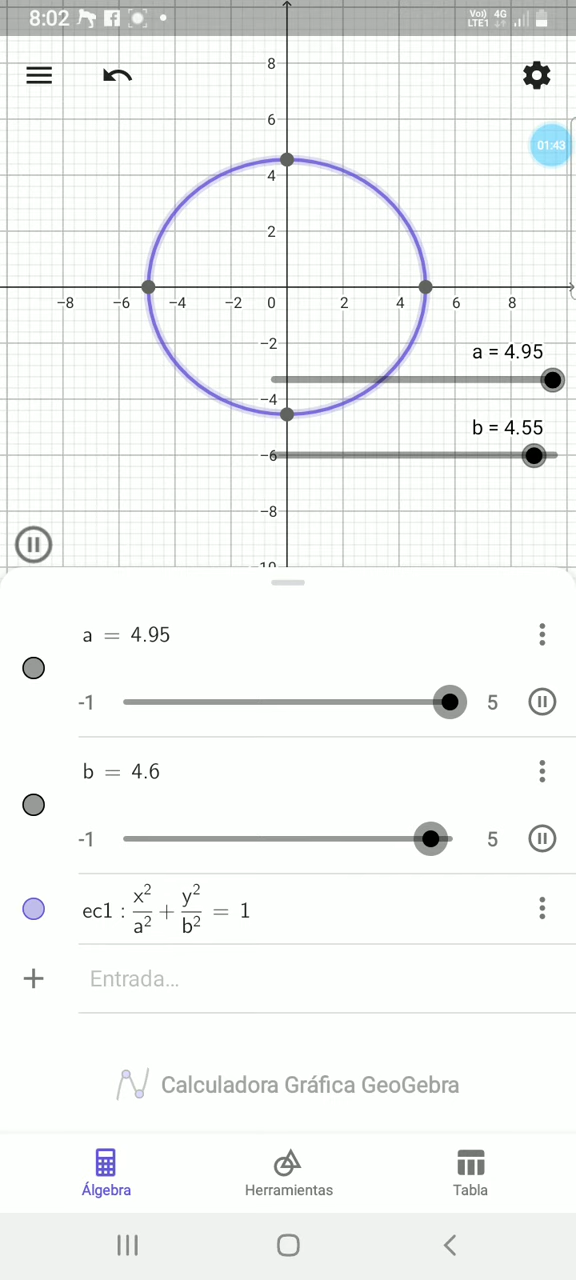 8:02
Vo)) 4G
LTE1
01:43
8
6
4
2
-8 -6 -4 -2 0 2 4 6 8
-2
a = 4.95
-4
b = 4.55
-6
-8
-10
a = 4.95
-1 5
b = 4.6
-1 5
ec1 : x²/a² + y²/b² = 1
+ Entrada...
Calculadora Gráfica GeoGebra
Álgebra Herramientas Tabla